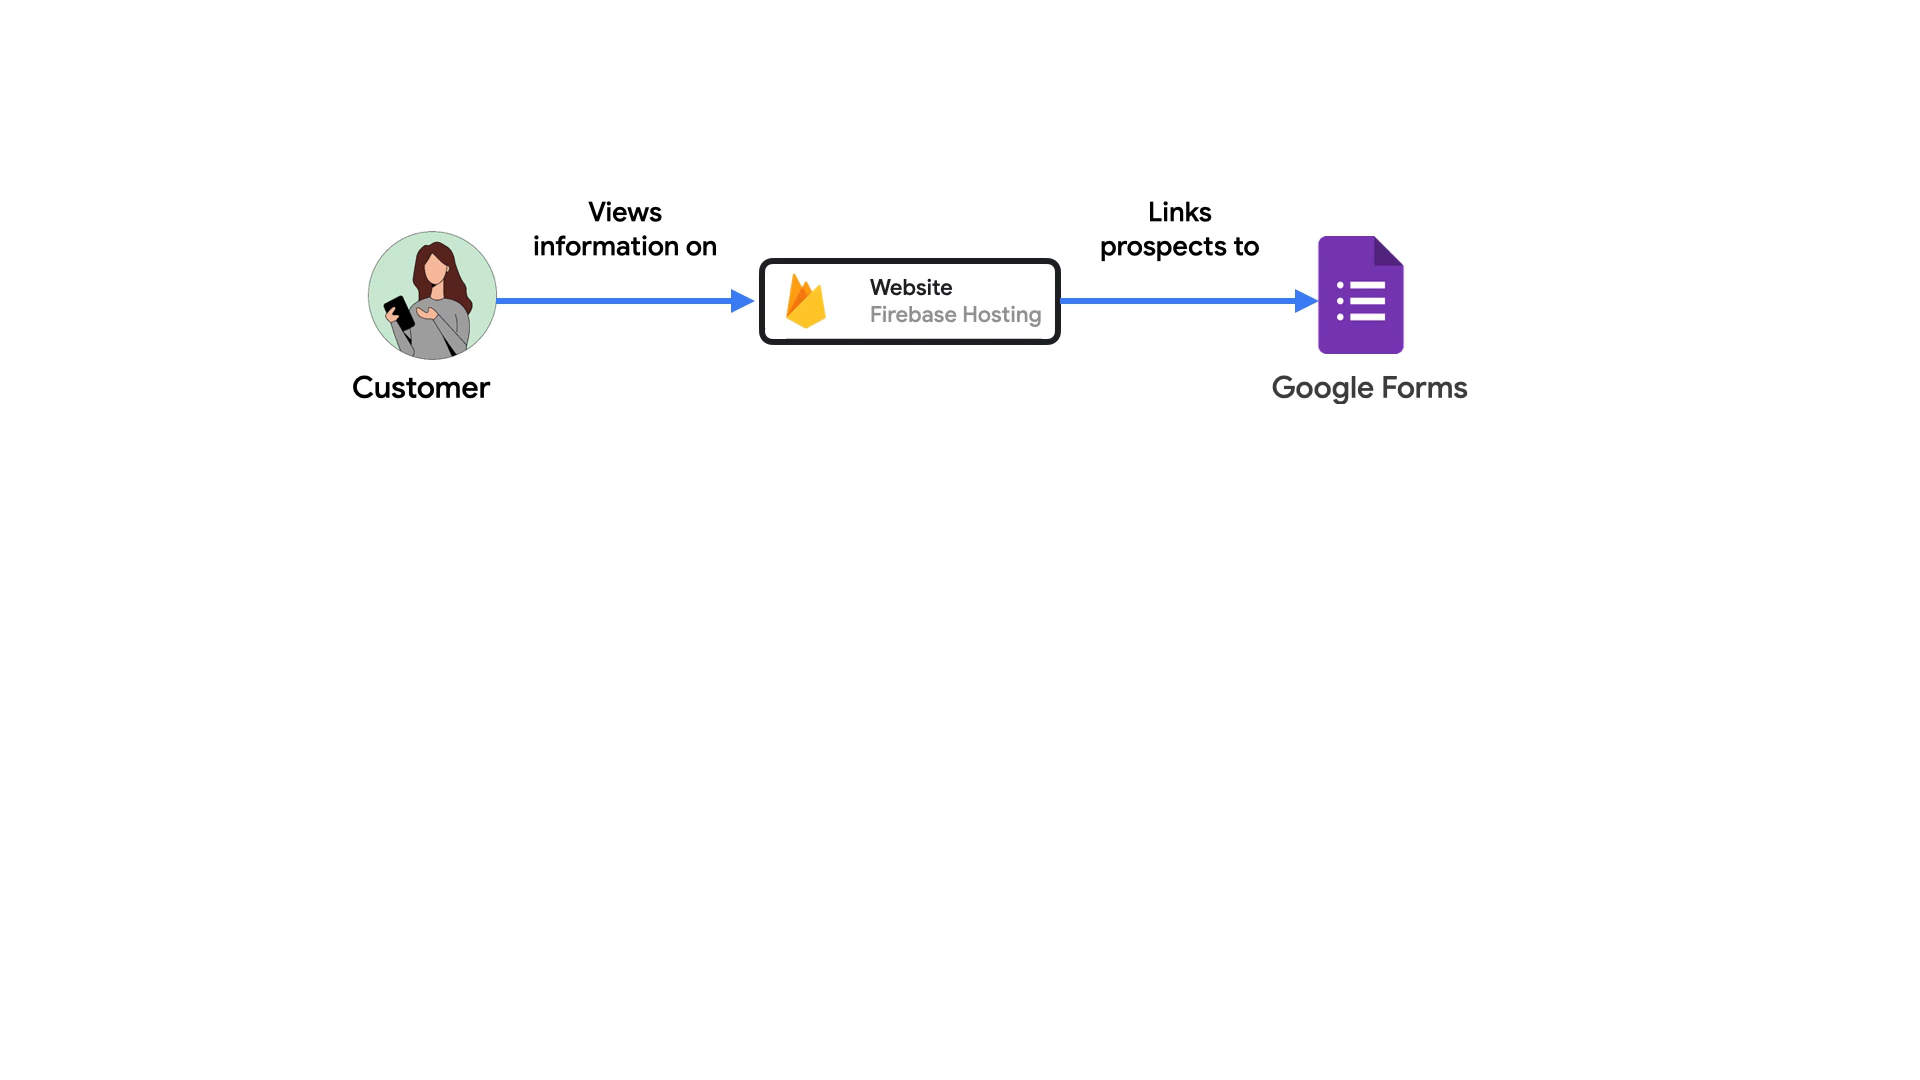 Views
information on
Links
prospects to
Website
Firebase Hosting
Customer
Google Forms